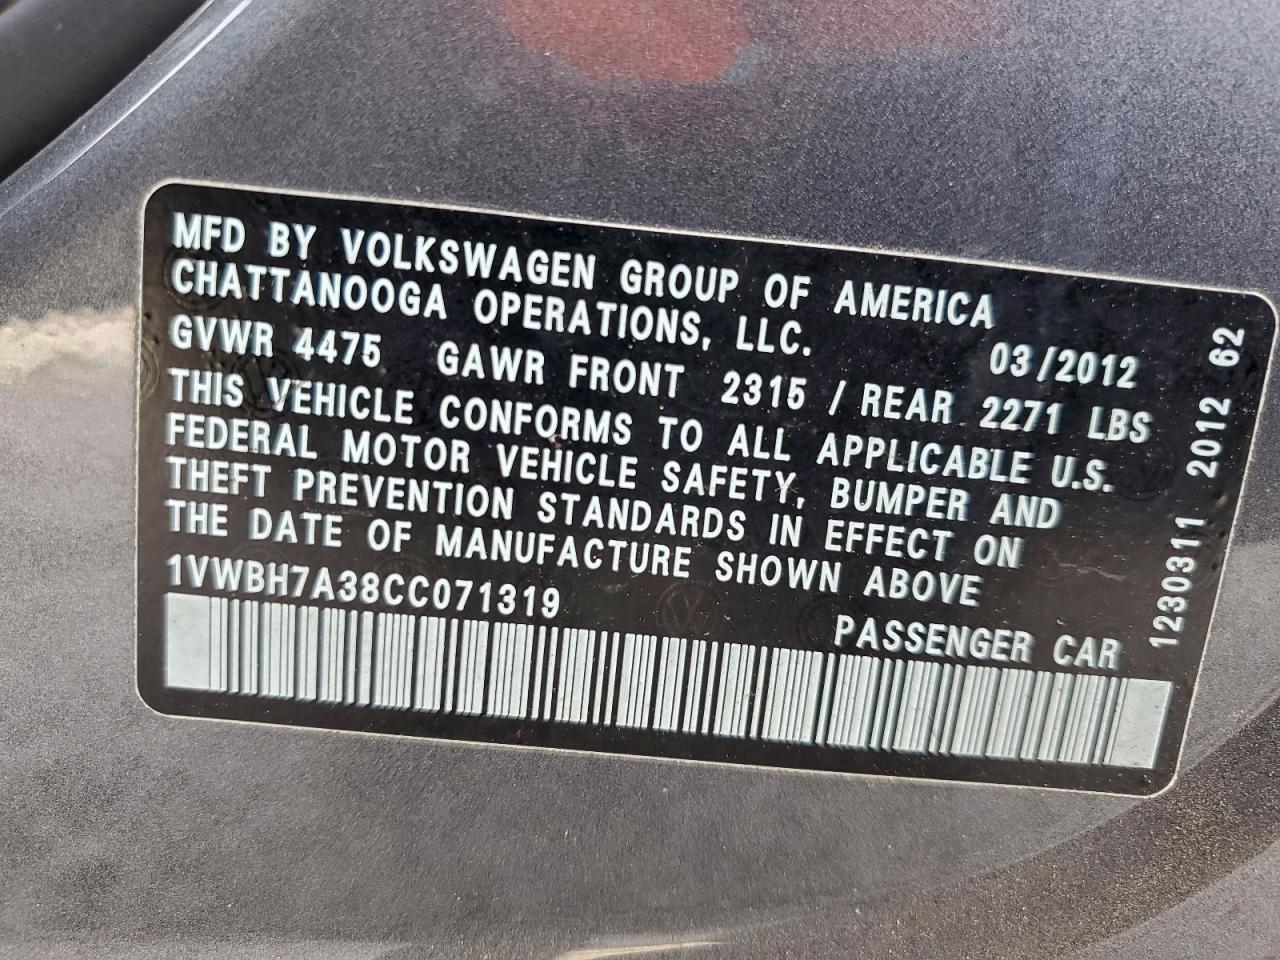 MFD BY VOLKSWAGEN GROUP OF AMERICA
CHATTANOOGA OPERATIONS, LLC.
03/2012
GVWR 4475 GAWR FRONT 2315 / REAR 2271 LBS
THIS VEHICLE CONFORMS TO ALL APPLICABLE U.S.
FEDERAL MOTOR VEHICLE SAFETY, BUMPER AND
THEFT PREVENTION STANDARDS IN EFFECT ON
THE DATE OF MANUFACTURE SHOWN ABOVE
1VWBH7A38CC071319
PASSENGER CAR
1230311 2012 62